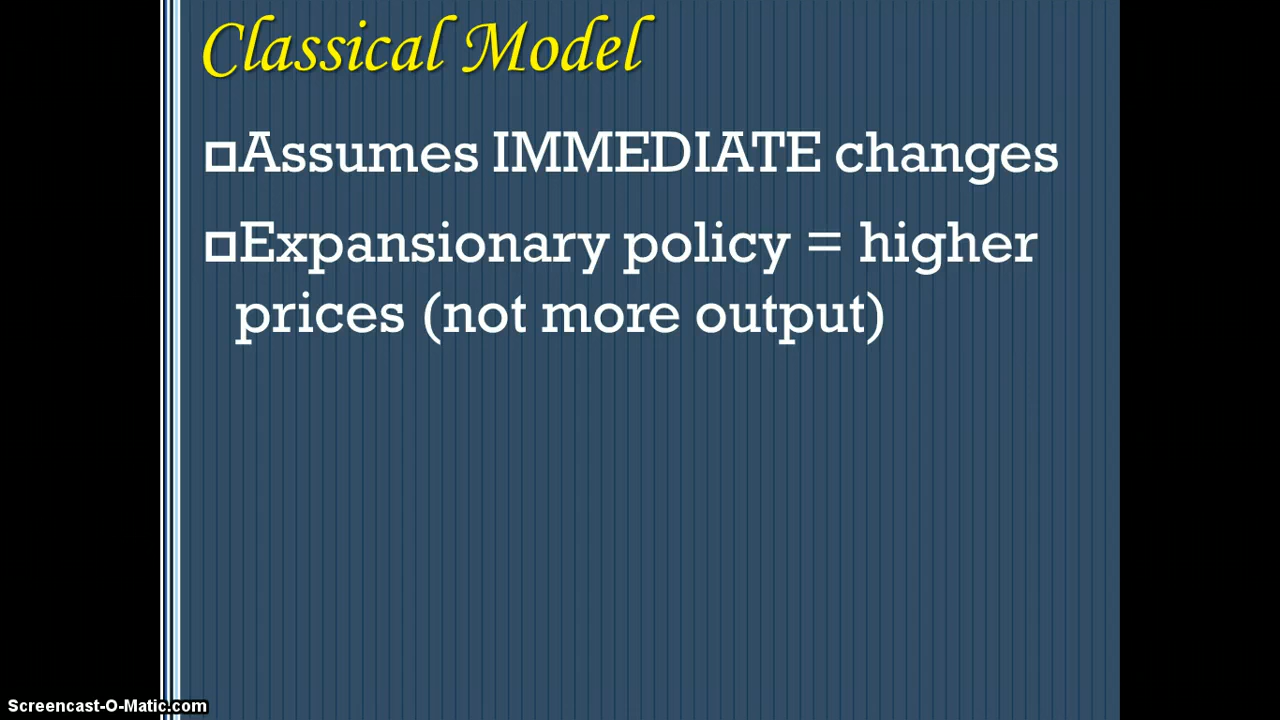 Classical Model
Assumes IMMEDIATE changes
Expansionary policy = higher
prices (not more output)
Screencast-O-Matic.com